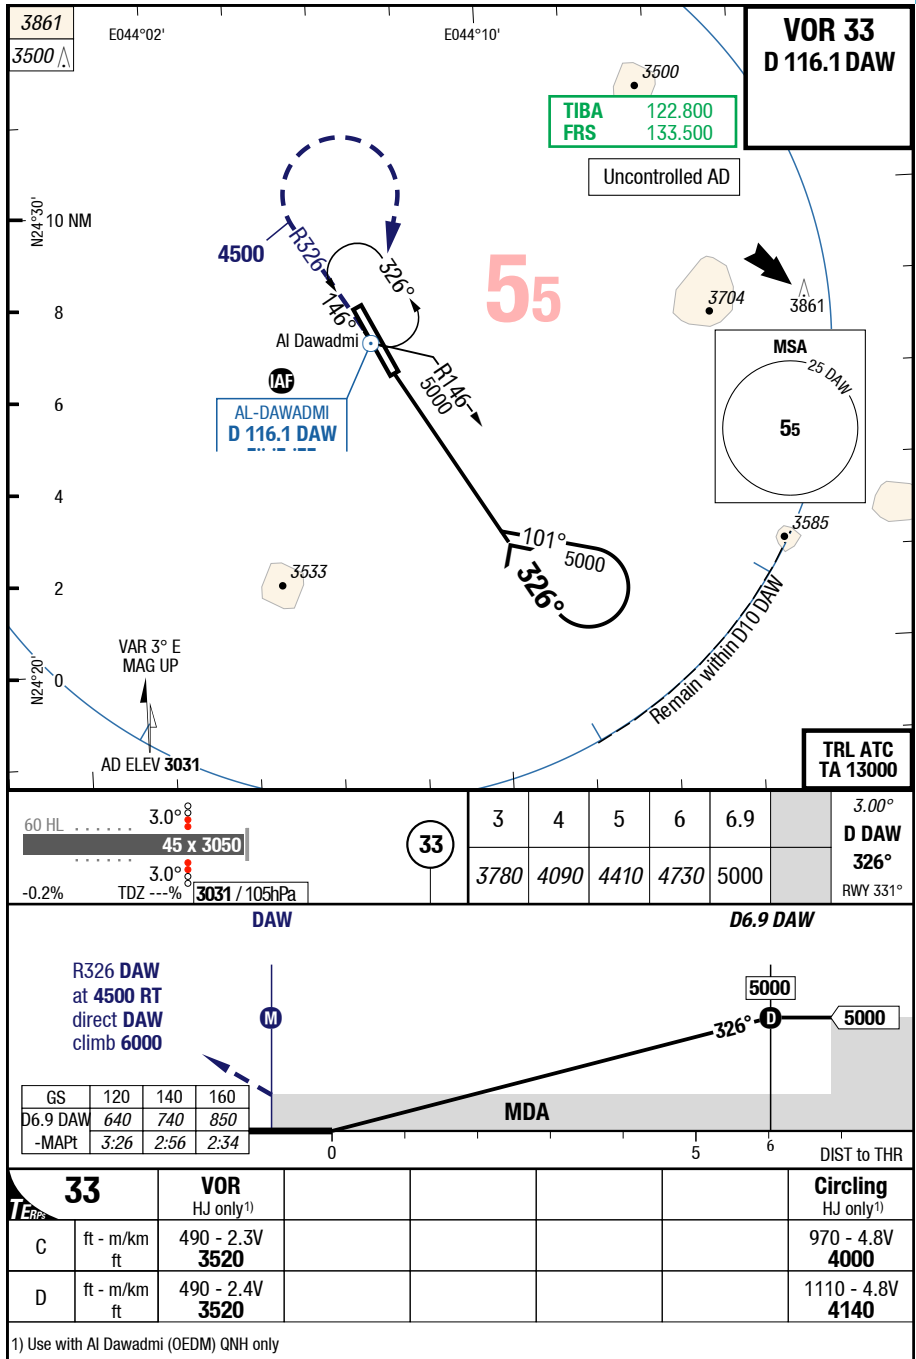 3861
3500
E044°02'
E044°10'
VOR 33
D 116.1 DAW
3500
TIBA 122.800
FRS 133.500
Uncontrolled AD
N24°30'
10 NM
4500
R326
326°
146°
55
3704
3861
8
Al Dawadmi
R146
5000
MSA
25 DAW
55
IAF
AL-DAWADMI
D 116.1 DAW
6
4
3585
101°
5000
326°
3533
2
Remain within D10 DAW
VAR 3° E
MAG UP
N24°20'
0
AD ELEV 3031
TRL ATC
TA 13000
60 HL
3.0°
45 x 3050
3.0°
-0.2%
TDZ ---%
3031 / 105hPa
33
3 4 5 6 6.9
3780 4090 4410 4730 5000
3.00°
D DAW
326°
RWY 331°
DAW
D6.9 DAW
R326 DAW
at 4500 RT
direct DAW
climb 6000
M
5000
326°
D
5000
GS 120 140 160
D6.9 DAW 640 740 850
-MAPt 3:26 2:56 2:34
MDA
0 5 6
DIST to THR
TERPS
33
VOR
HJ only1)
Circling
HJ only1)
C ft - m/km 490 - 2.3V 970 - 4.8V
ft 3520 4000
D ft - m/km 490 - 2.4V 1110 - 4.8V
ft 3520 4140
1) Use with Al Dawadmi (OEDM) QNH only